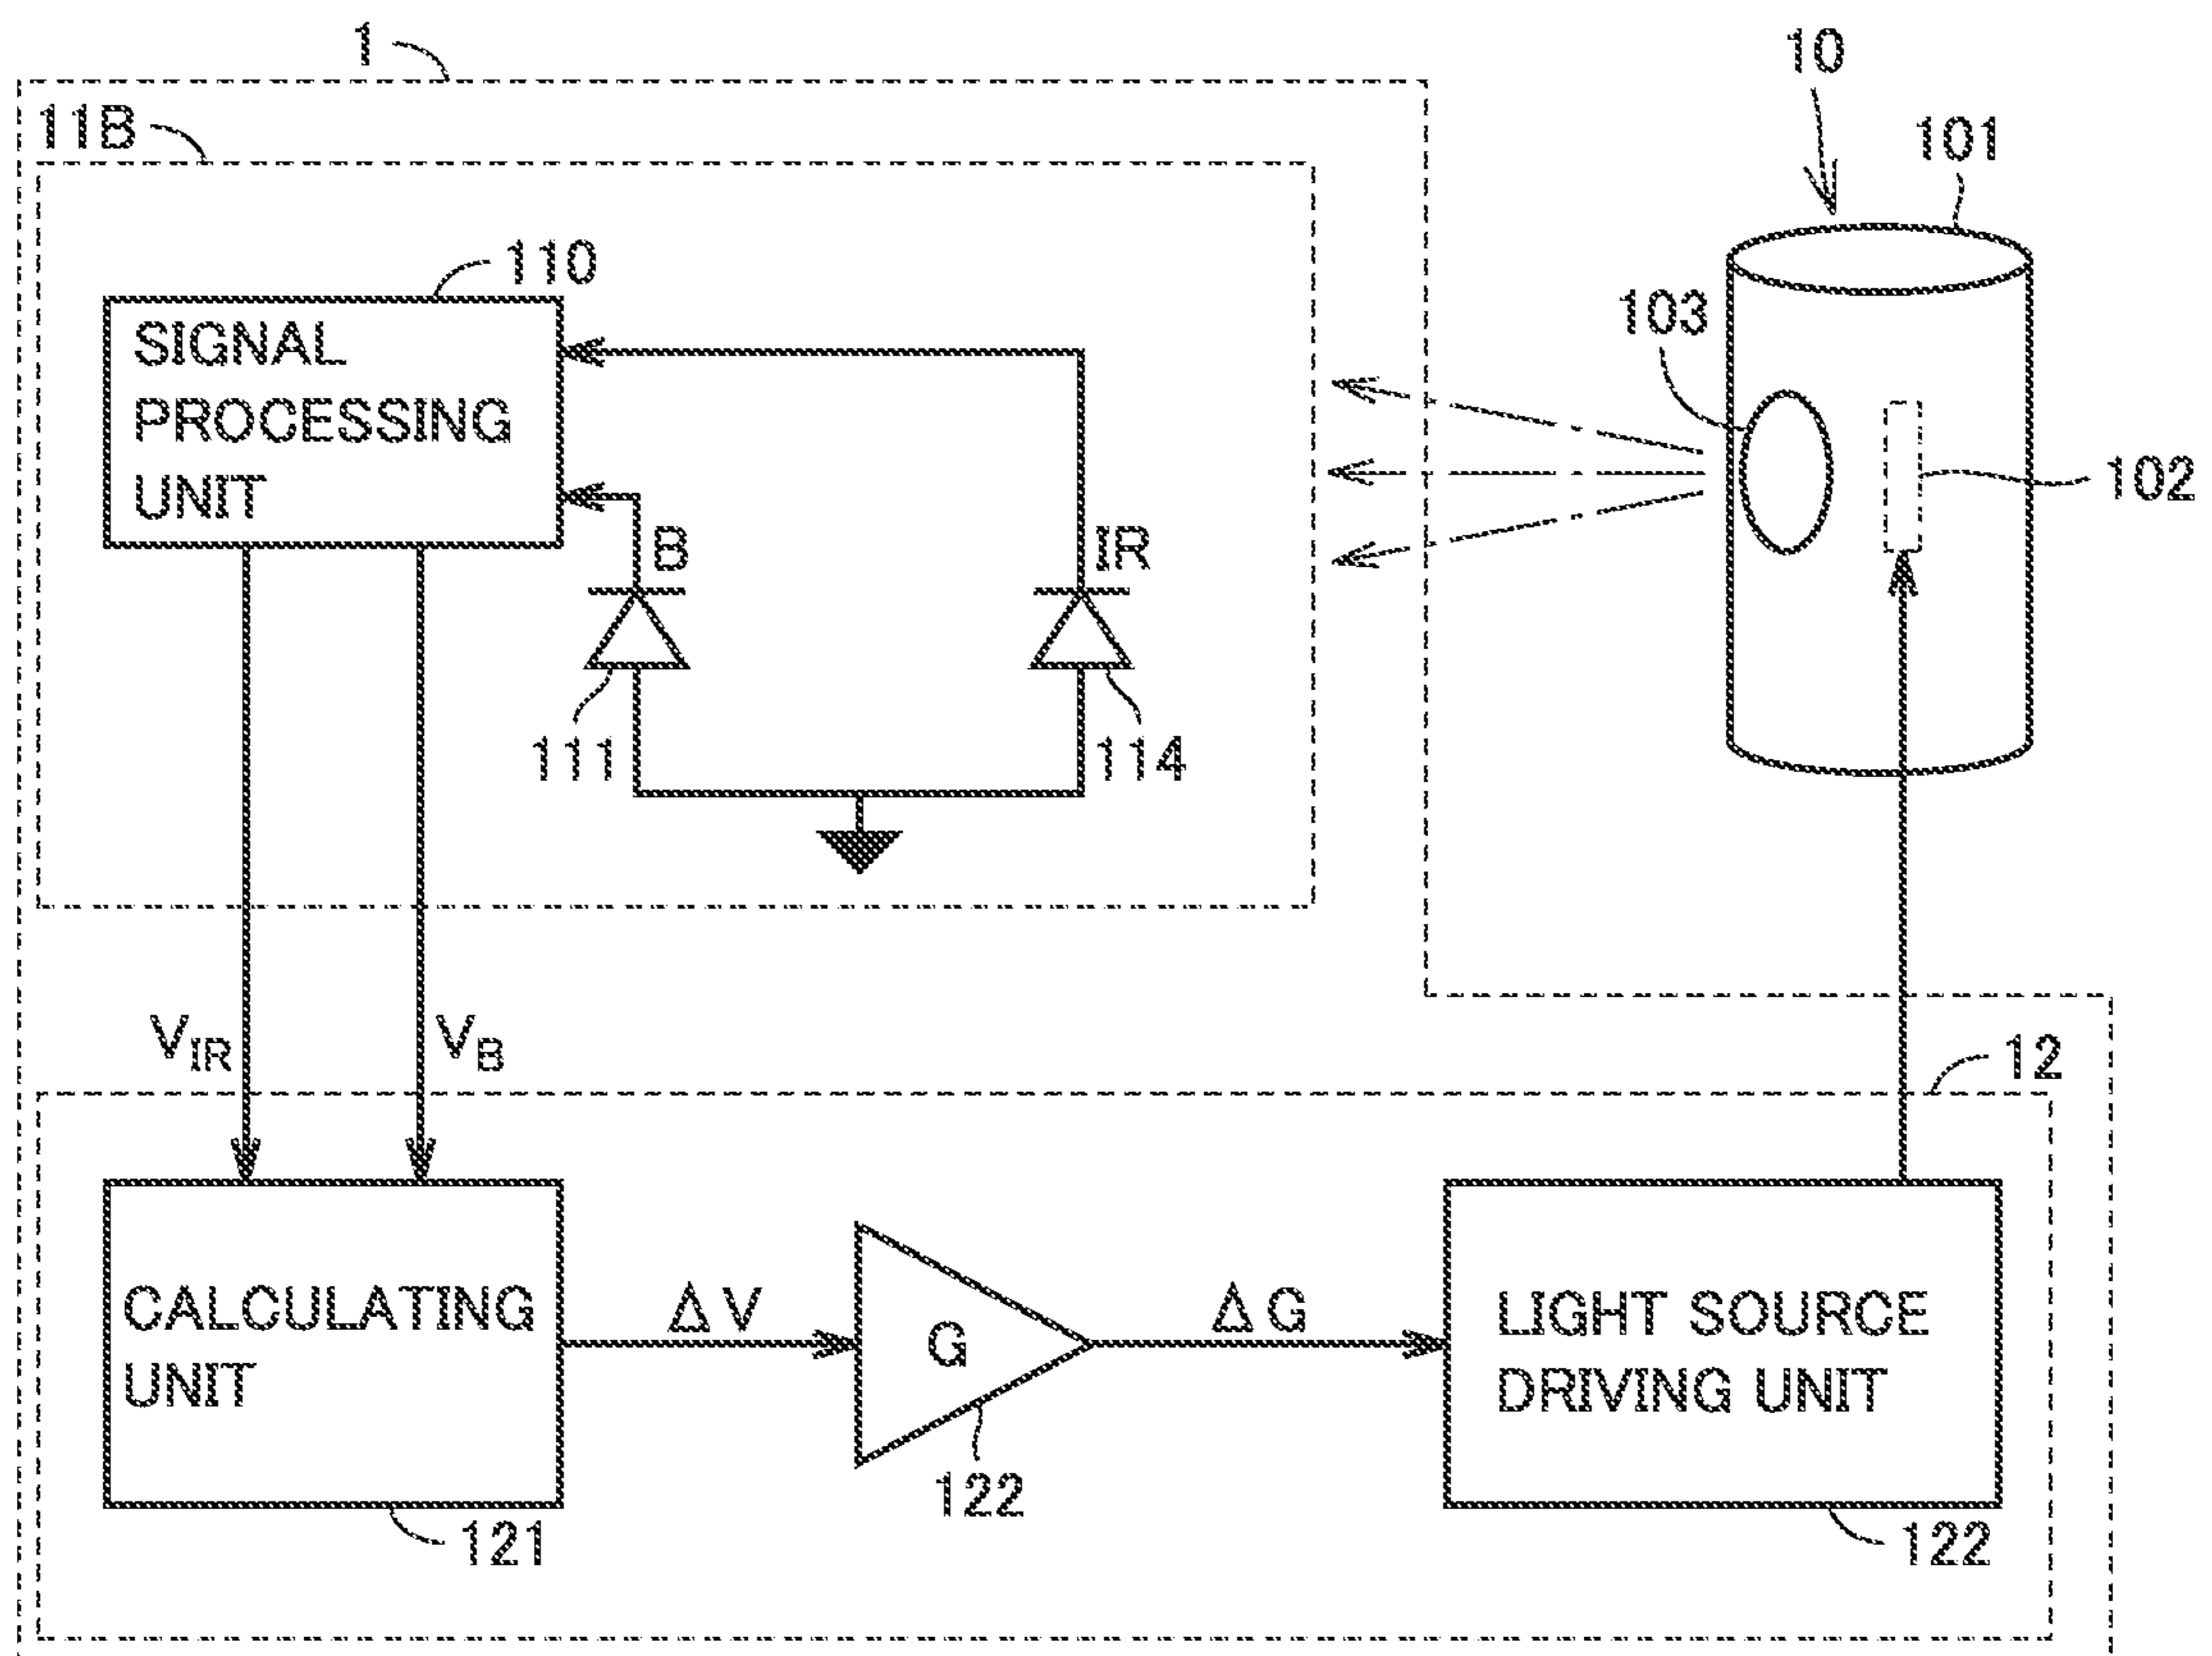 1
10
11B
101
110
103
SIGNAL
PROCESSING
UNIT
102
B
IR
111
114
VIR
VB
12
CALCULATING
UNIT
ΔV
G
ΔG
LIGHT SOURCE
DRIVING UNIT
122
121
122